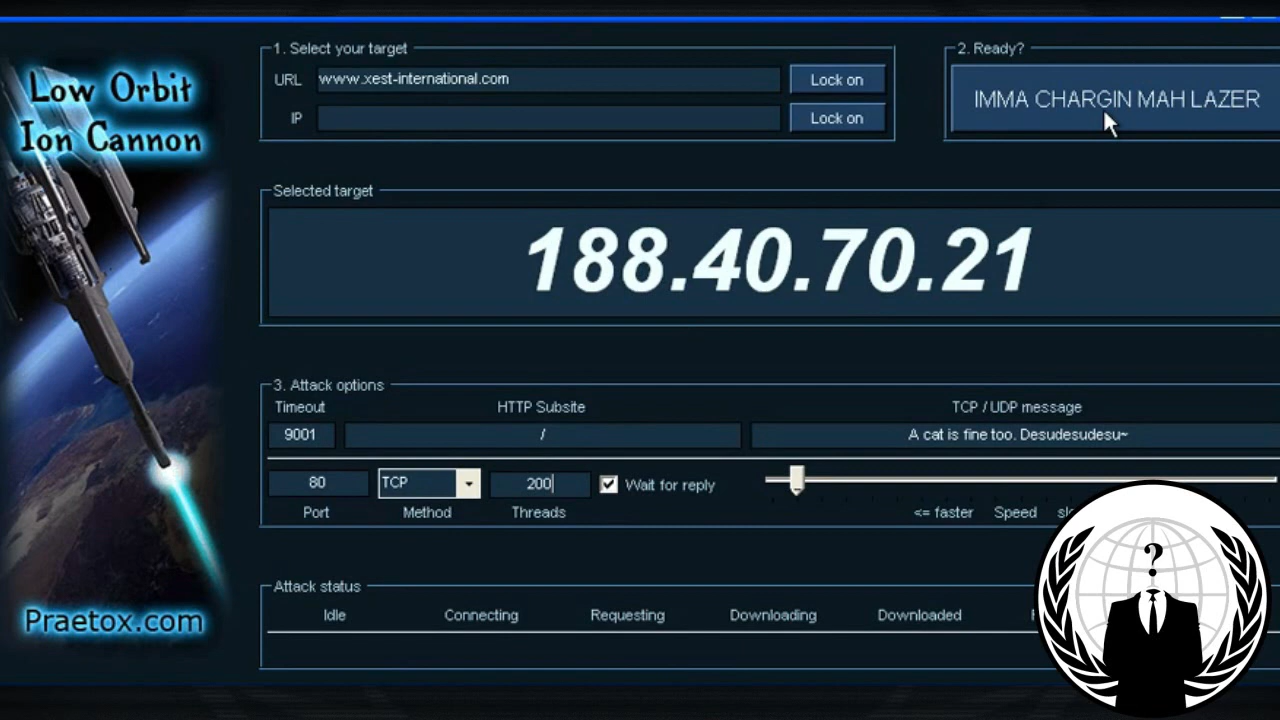 Low Orbit
Ion Cannon
Praetox.com
1. Select your target
URL www.xest-international.com Lock on
IP Lock on
2. Ready?
IMMA CHARGIN MAH LAZER
Selected target
188.40.70.21
3. Attack options
Timeout HTTP Subsite TCP / UDP message
9001 / A cat is fine too. Desudesudesu~
80 TCP 200 Wait for reply
Port Method Threads <= faster Speed
Attack status
Idle Connecting Requesting Downloading Downloaded
?